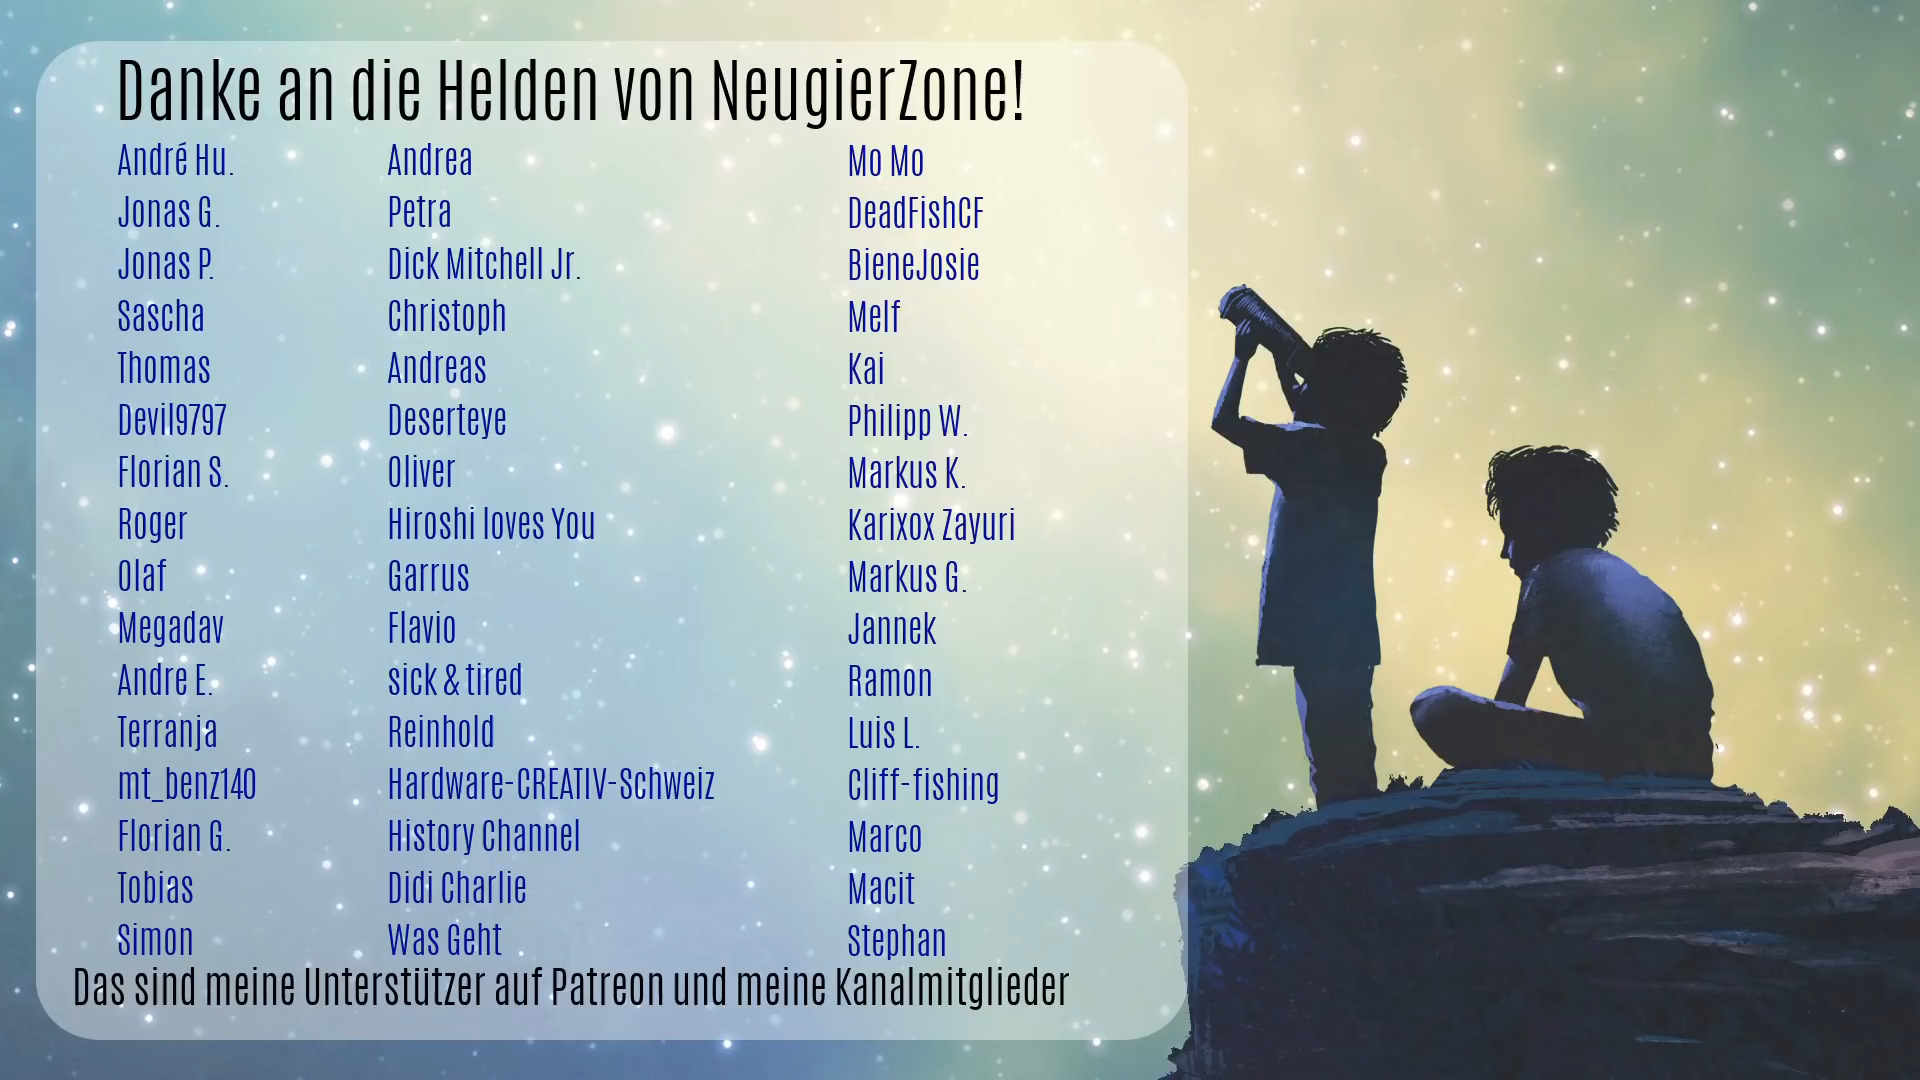 Danke an die Helden von NeugierZone!
André Hu.
Jonas G.
Jonas P.
Sascha
Thomas
Devil9797
Florian S.
Roger
Olaf
Megadav
Andre E.
Terranja
mt_benz140
Florian G.
Tobias
Simon
Andrea
Petra
Dick Mitchell Jr.
Christoph
Andreas
Deserteye
Oliver
Hiroshi loves You
Garrus
Flavio
sick & tired
Reinhold
Hardware-CREATIV-Schweiz
History Channel
Didi Charlie
Was Geht
Mo Mo
DeadFishCF
BieneJosie
Melf
Kai
Philipp W.
Markus K.
Karixox Zayuri
Markus G.
Jannek
Ramon
Luis L.
Cliff-fishing
Marco
Macit
Stephan
Das sind meine Unterstützer auf Patreon und meine Kanalmitglieder